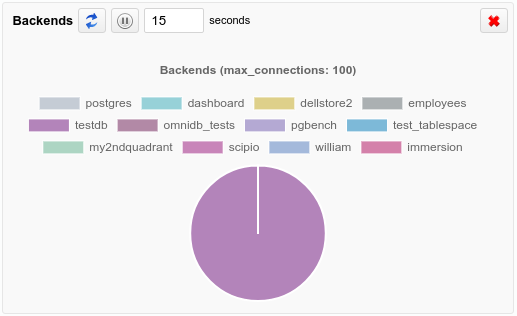 Backends 15 seconds
Backends (max_connections: 100)
postgres dashboard dellstore2 employees
testdb omnidb_tests pgbench test_tablespace
my2ndquadrant scipio william immersion